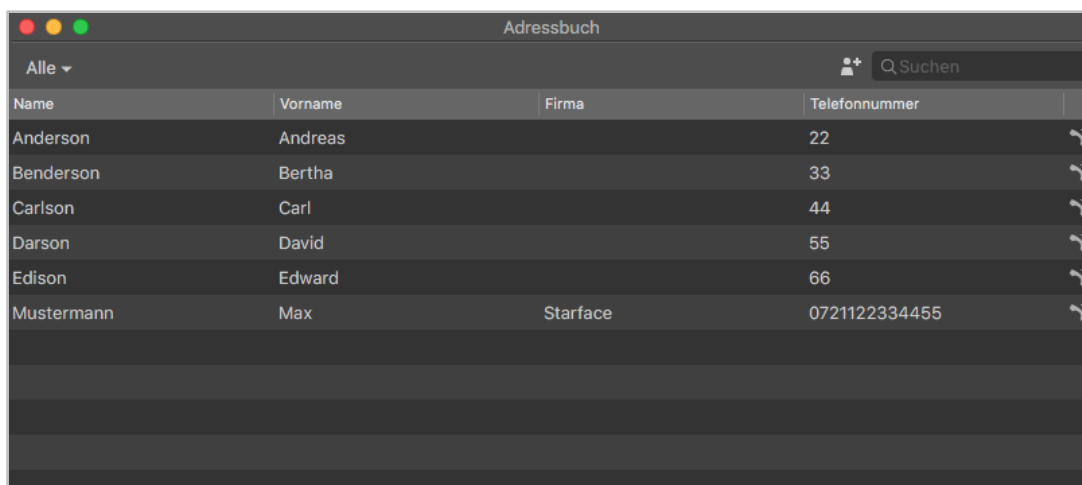 Adressbuch
Alle Suchen
Name Vorname Firma Telefonnummer
Anderson Andreas 22
Benderson Bertha 33
Carlson Carl 44
Darson David 55
Edison Edward 66
Mustermann Max Starface 0721122334455